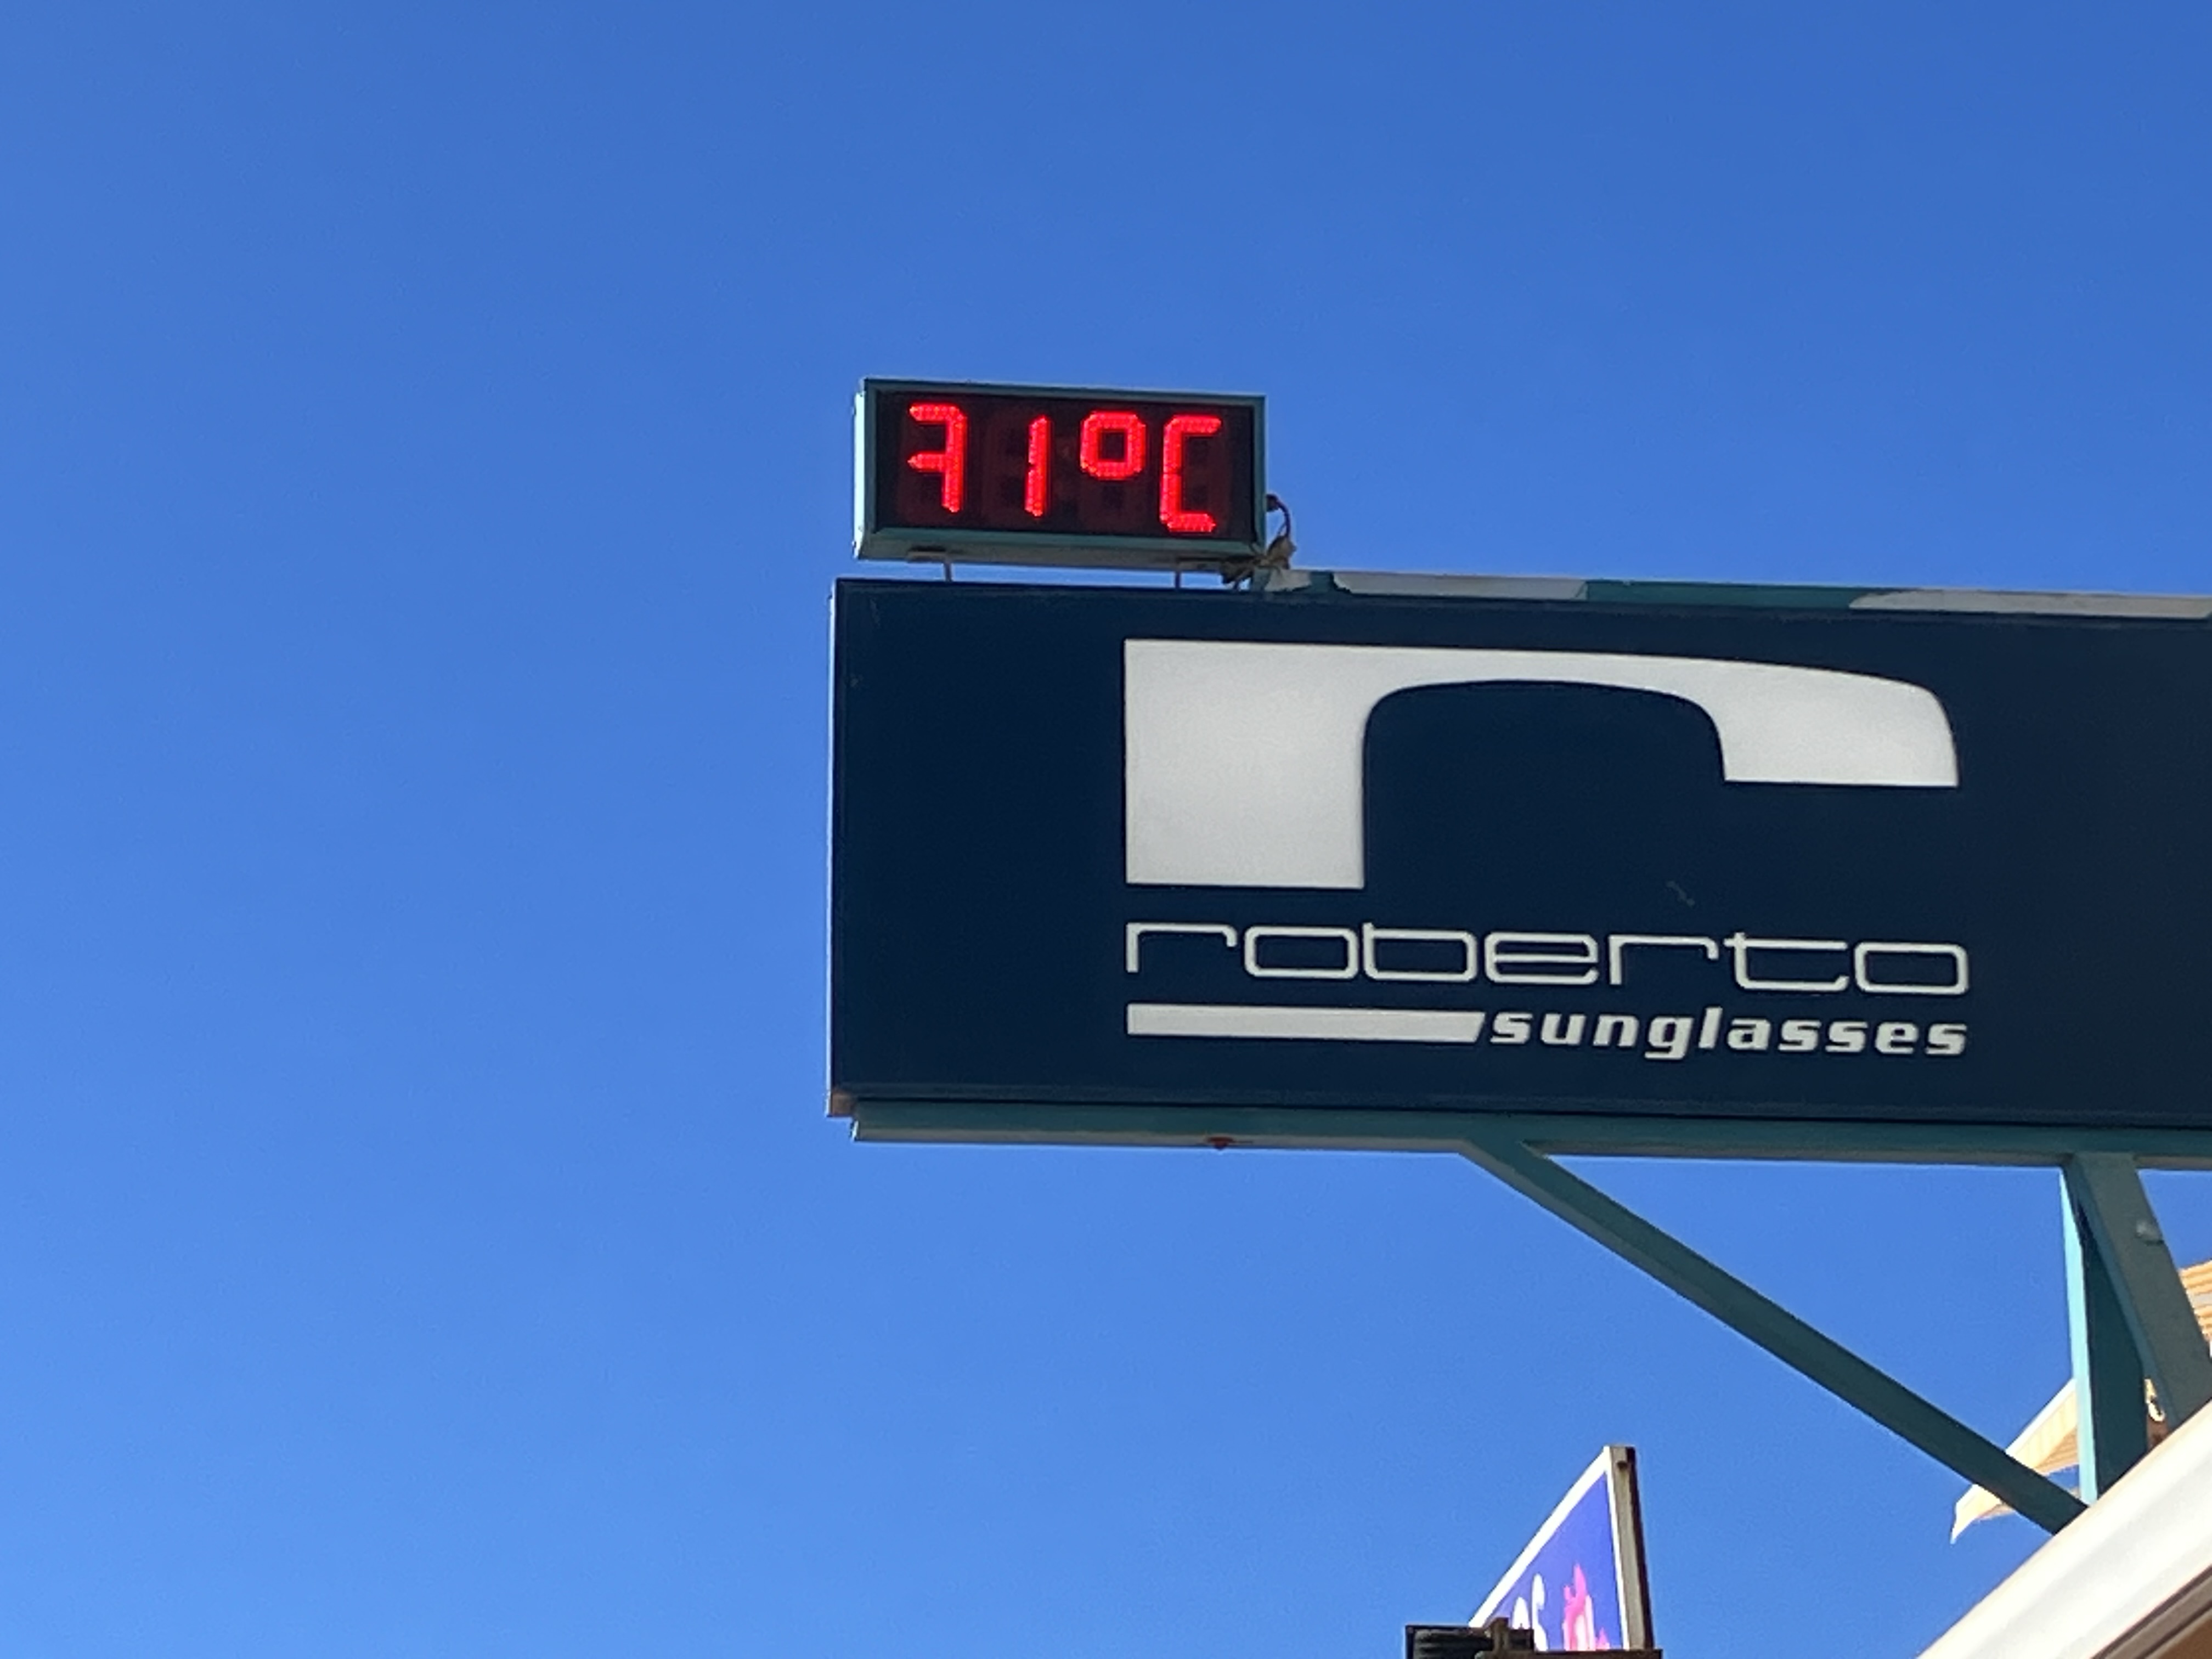 31°C
r
roberto
sunglasses